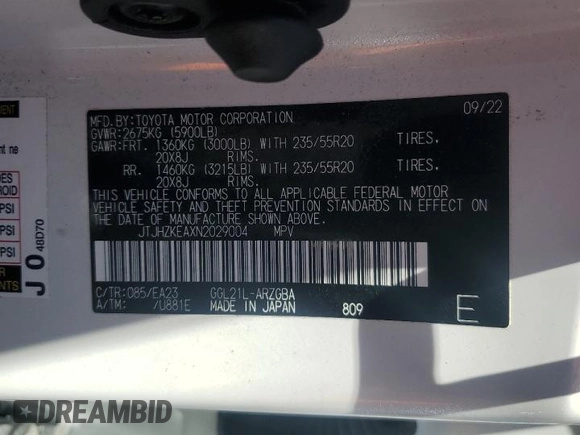 MFD.BY:TOYOTA MOTOR CORPORATION 09/22
GVWR:2675KG (5900LB)
GAWR:FRT. 1360KG (3000LB) WITH 235/55R20 TIRES.
20X8J RIMS.
RR. 1460KG (3215LB) WITH 235/55R20 TIRES.
20X8J RIMS.
THIS VEHICLE CONFORMS TO ALL APPLICABLE FEDERAL MOTOR
VEHICLE SAFETY AND THEFT PREVENTION STANDARDS IN EFFECT ON
THE DATE OF MANUFACTURE SHOWN ABOVE.
JTJHZKEAXN2029004 MPV
C/TR:085/EA23 GGL21L-ARZGBA
A/TM: /U881E MADE IN JAPAN 809 E
PSI
PSI
J 0 48D70
DREAMBID